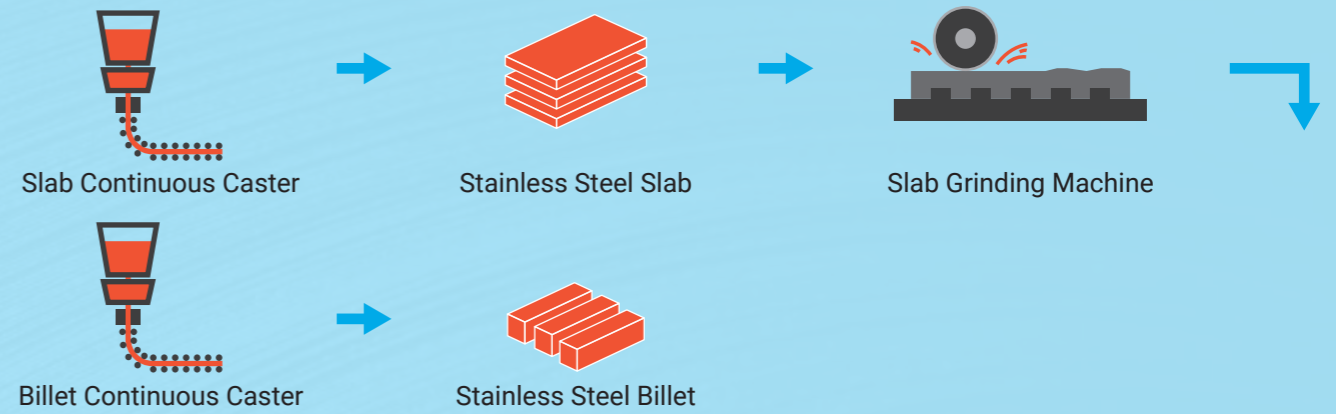 Slab Continuous Caster
Stainless Steel Slab
Slab Grinding Machine
Billet Continuous Caster
Stainless Steel Billet